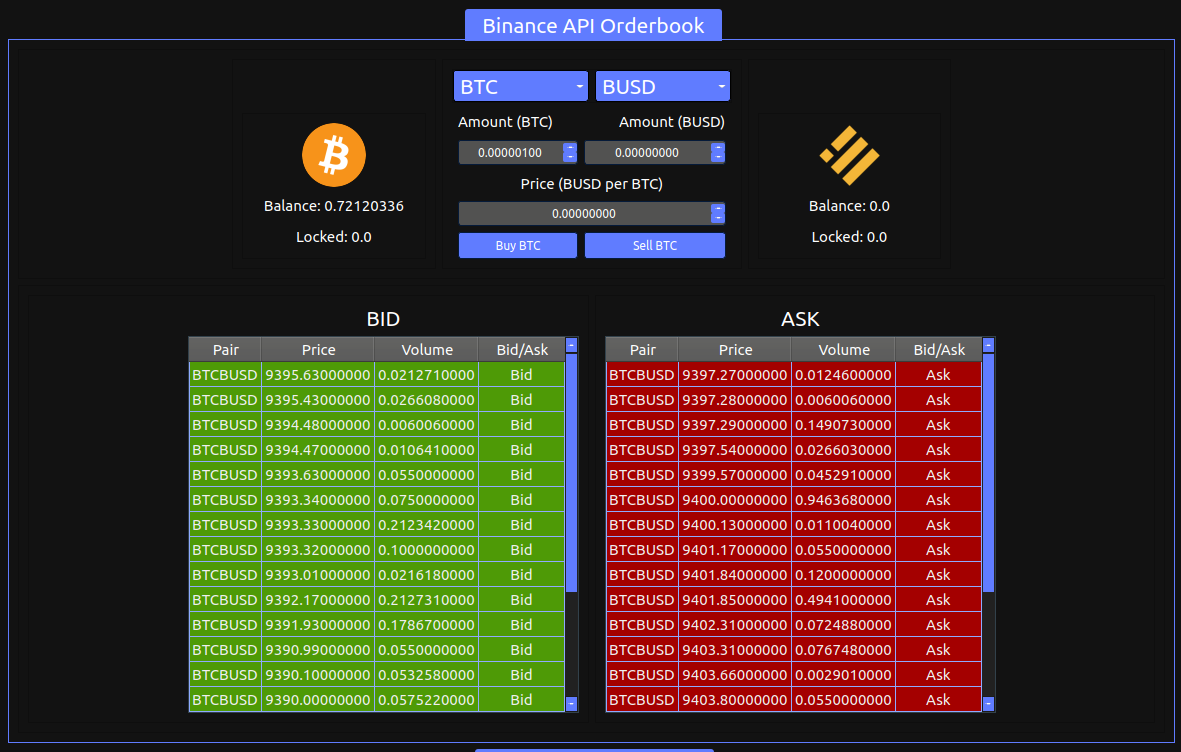 Binance API Orderbook
BTC BUSD
Amount (BTC) Amount (BUSD)
0.00000100 0.00000000
Price (BUSD per BTC)
0.00000000
Buy BTC Sell BTC
Balance: 0.72120336
Locked: 0.0
Balance: 0.0
Locked: 0.0
BID
Pair Price Volume Bid/Ask
BTCBUSD 9395.63000000 0.0212710000 Bid
BTCBUSD 9395.43000000 0.0266080000 Bid
BTCBUSD 9394.48000000 0.0060060000 Bid
BTCBUSD 9394.47000000 0.0106410000 Bid
BTCBUSD 9393.63000000 0.0550000000 Bid
BTCBUSD 9393.34000000 0.0750000000 Bid
BTCBUSD 9393.33000000 0.2123420000 Bid
BTCBUSD 9393.32000000 0.1000000000 Bid
BTCBUSD 9393.01000000 0.0216180000 Bid
BTCBUSD 9392.17000000 0.2127310000 Bid
BTCBUSD 9391.93000000 0.1786700000 Bid
BTCBUSD 9390.99000000 0.0550000000 Bid
BTCBUSD 9390.10000000 0.0532580000 Bid
BTCBUSD 9390.00000000 0.0575220000 Bid
ASK
Pair Price Volume Bid/Ask
BTCBUSD 9397.27000000 0.0124600000 Ask
BTCBUSD 9397.28000000 0.0060060000 Ask
BTCBUSD 9397.29000000 0.1490730000 Ask
BTCBUSD 9397.54000000 0.0266030000 Ask
BTCBUSD 9399.57000000 0.0452910000 Ask
BTCBUSD 9400.00000000 0.9463680000 Ask
BTCBUSD 9400.13000000 0.0110040000 Ask
BTCBUSD 9401.17000000 0.0550000000 Ask
BTCBUSD 9401.84000000 0.1200000000 Ask
BTCBUSD 9401.85000000 0.4941000000 Ask
BTCBUSD 9402.31000000 0.0724880000 Ask
BTCBUSD 9403.31000000 0.0767480000 Ask
BTCBUSD 9403.66000000 0.0029010000 Ask
BTCBUSD 9403.80000000 0.0550000000 Ask